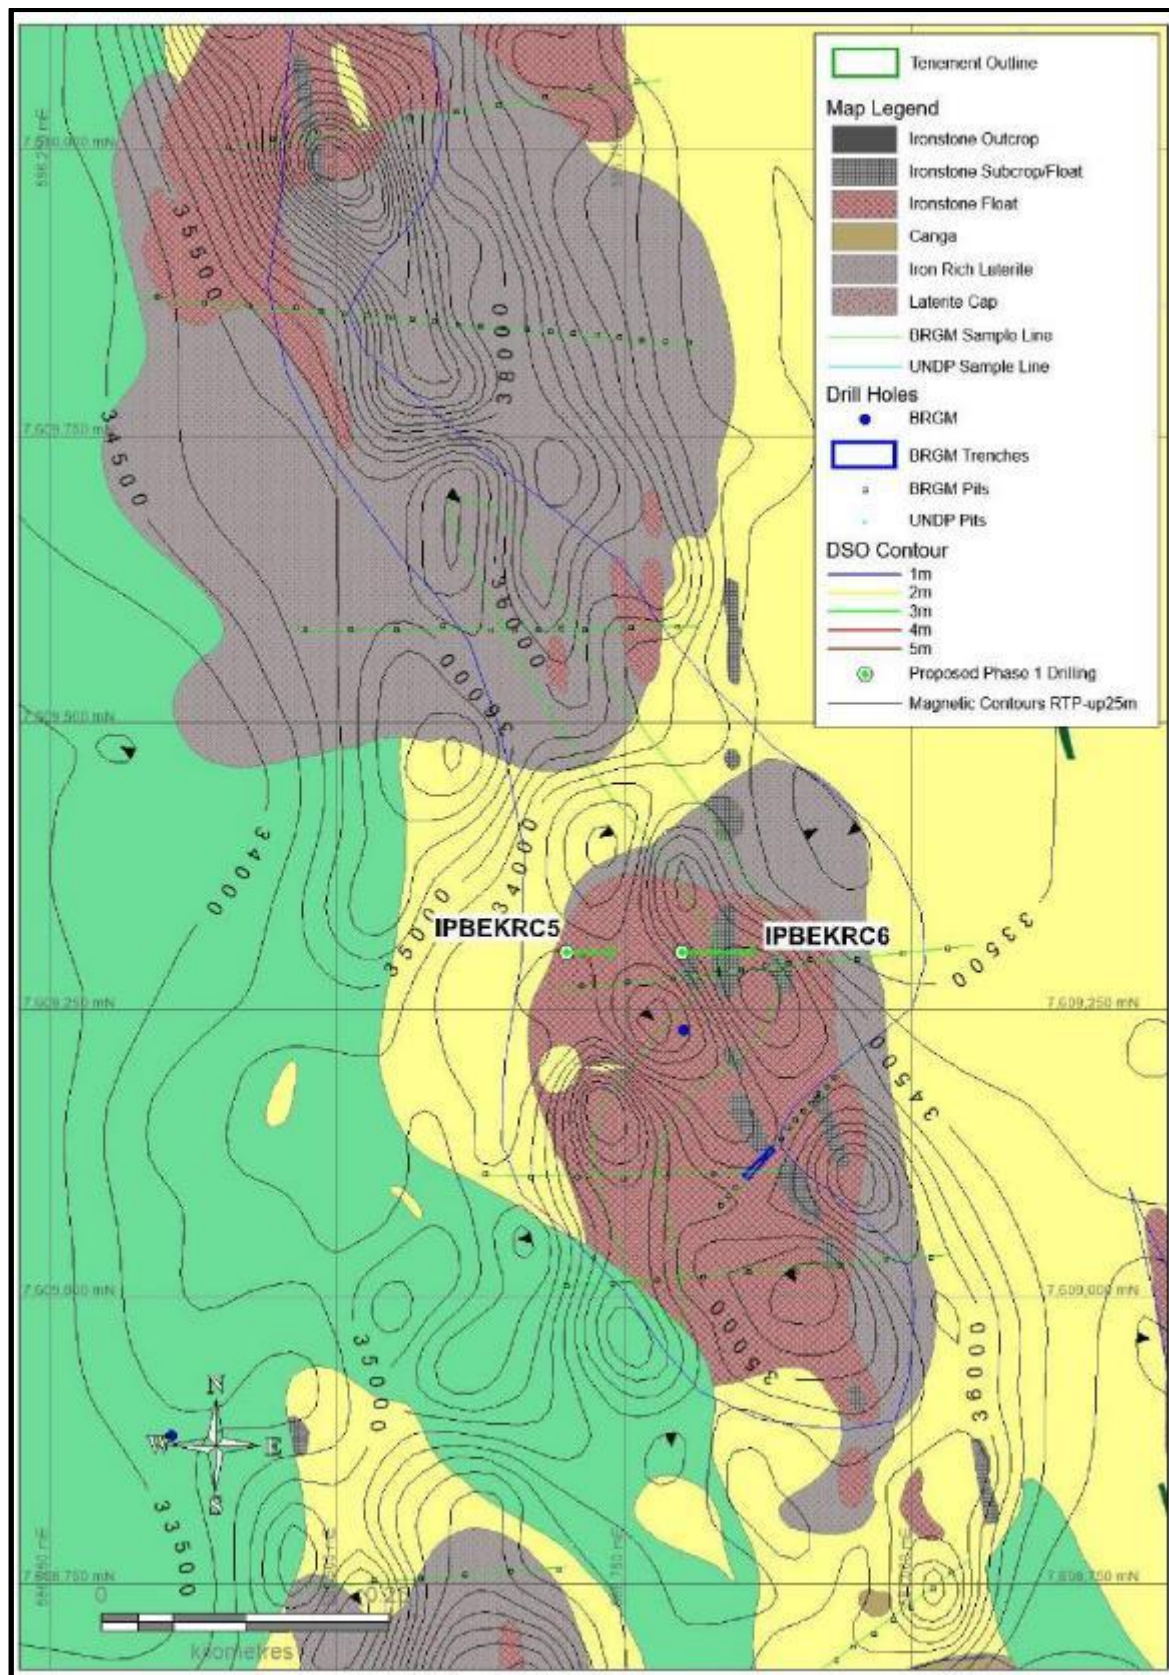 Tenement Outline
Map Legend
Ironstone Outcrop
Ironstone Subcrop/Float
Ironstone Float
Canga
Iron Rich Laterite
Laterite Cap
BRGM Sample Line
UNDP Sample Line
Drill Holes
BRGM
BRGM Trenches
BRGM Pits
UNDP Pits
DSO Contour
1m
2m
3m
4m
5m
Proposed Phase 1 Drilling
Magnetic Contours RTP-up25m
35500
38000
7,609,750 mN
34500
39000
36000
7,609,500 mN
34000
34000
35000
IPBEKRC5
IPBEKRC6
33500
7,609,250 mN
7,609,250 mN
34500
7,609,000 mN
7,609,000 mN
35000
35000
36000
N
W
E
S
33500
7,608,750 mN
7,608,750 mN
0
kilometres